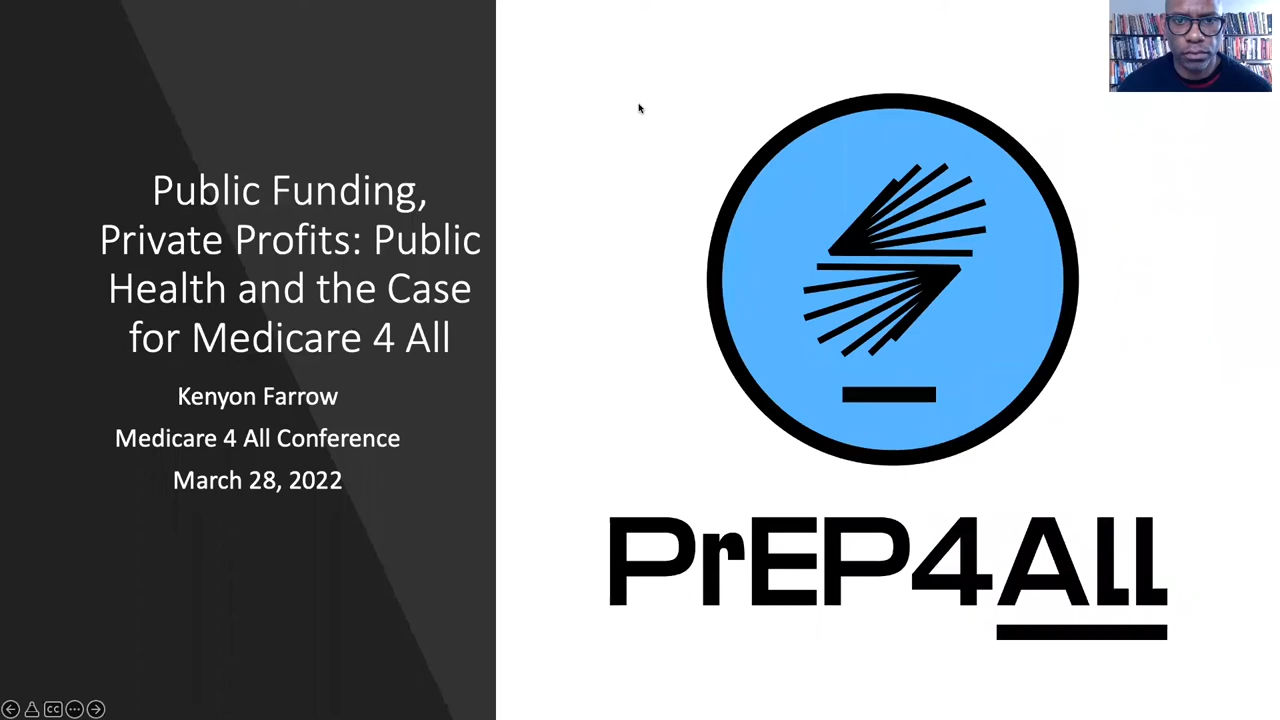 Public Funding,
Private Profits: Public
Health and the Case
for Medicare 4 All
Kenyon Farrow
Medicare 4 All Conference
March 28, 2022
PrEP4All
CC